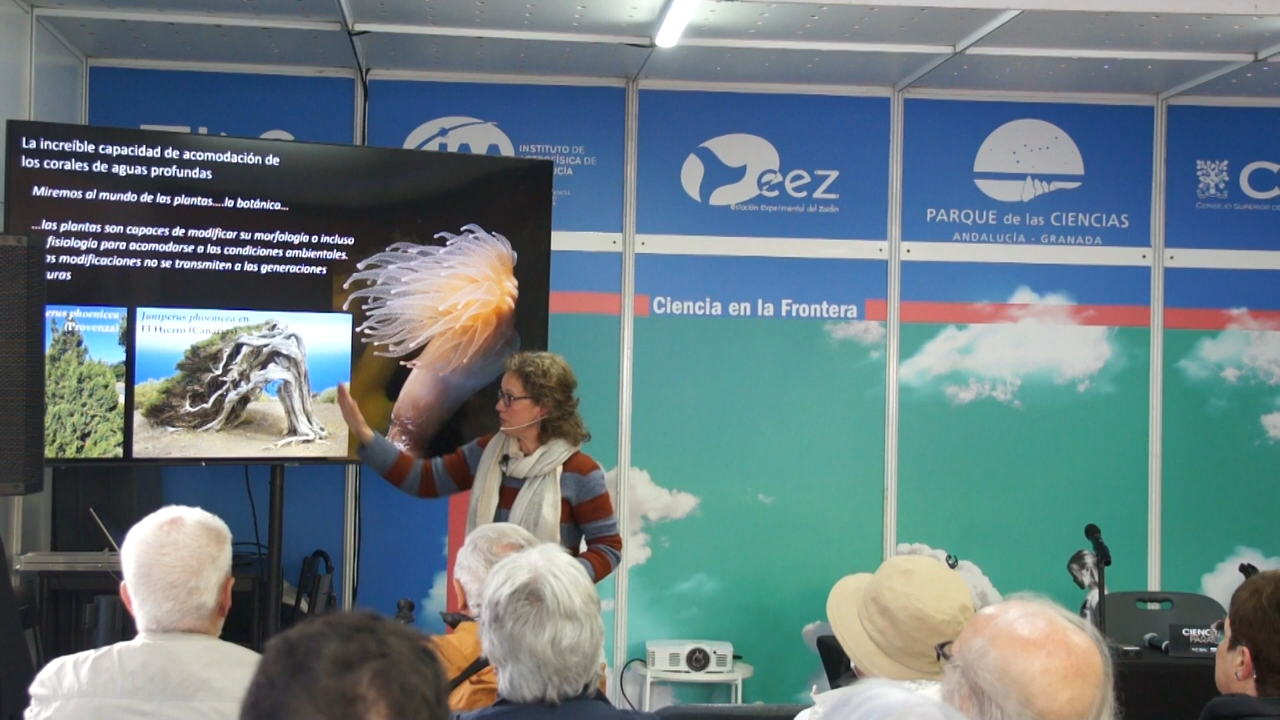 La increíble capacidad de acomodación de
los corales de aguas profundas
Miremos al mundo de las plantas....la botánica...
...las plantas son capaces de modificar su morfología o incluso
fisiología para acomodarse a las condiciones ambientales.
modificaciones no se transmiten a las generaciones
(Provenza)
Juniperus phoenicea en
El Hierro
INSTITUTO DE
eez
Estación Experimental del Zaidín
PARQUE de las CIENCIAS
ANDALUCÍA - GRANADA
Ciencia en la Frontera